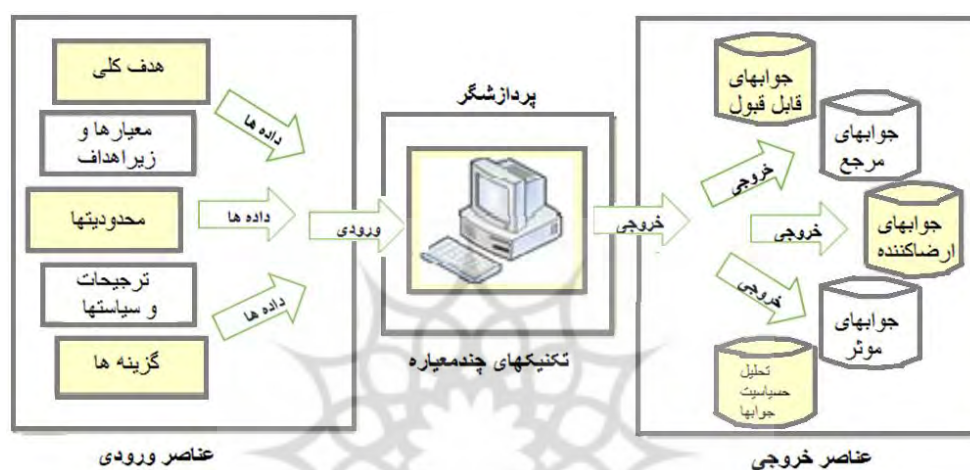 هدف کلی
معیارها و
زیراهداف
محدودیتها
ترجیحات
و سیاستها
گزینه ها
داده ها
داده ها
داده ها
ورودی
عناصر ورودی
پردازشگر
تکنیکهای چندمعیاره
خروجی
خروجی
خروجی
خروجی
جوابهای
قابل قبول
جوابهای
مرجع
جوابهای
ارضاکننده
جوابهای
موثر
تحلیل
حسیاسیت
جوابها
عناصر خروجی